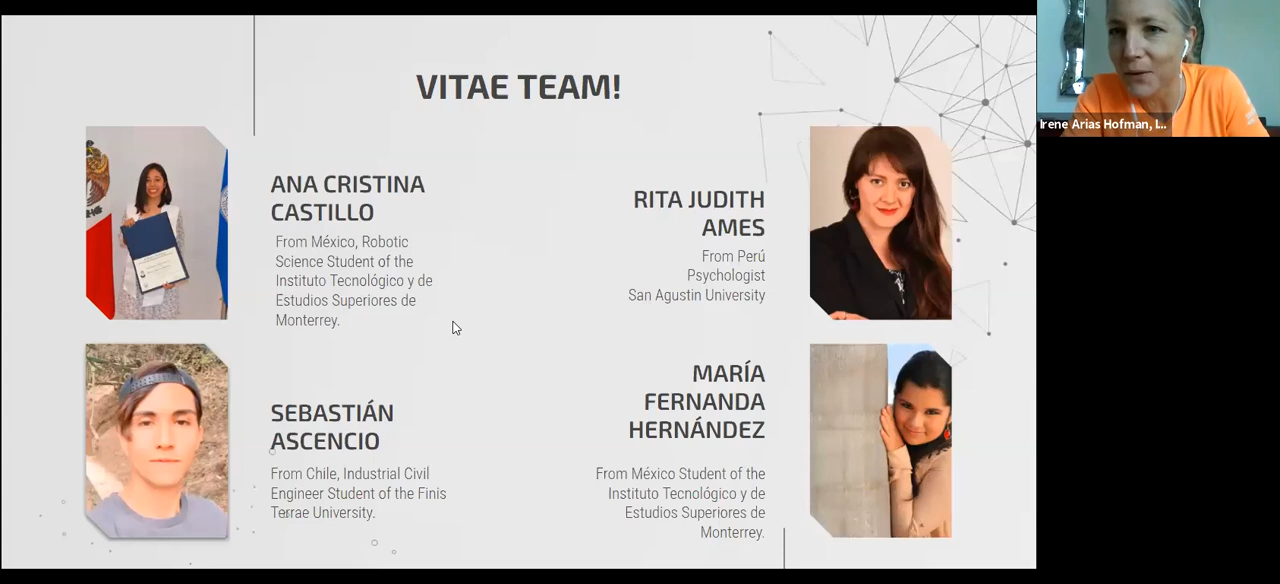 VITAE TEAM!
Irene Arias Hofman, I...
ANA CRISTINA
CASTILLO
From México, Robotic
Science Student of the
Instituto Tecnológico y de
Estudios Superiores de
Monterrey.
RITA JUDITH
AMES
From Perú
Psychologist
San Agustin University
SEBASTIÁN
ASCENCIO
From Chile, Industrial Civil
Engineer Student of the Finis
Terrae University.
MARÍA
FERNANDA
HERNÁNDEZ
From México Student of the
Instituto Tecnológico y de
Estudios Superiores de
Monterrey.